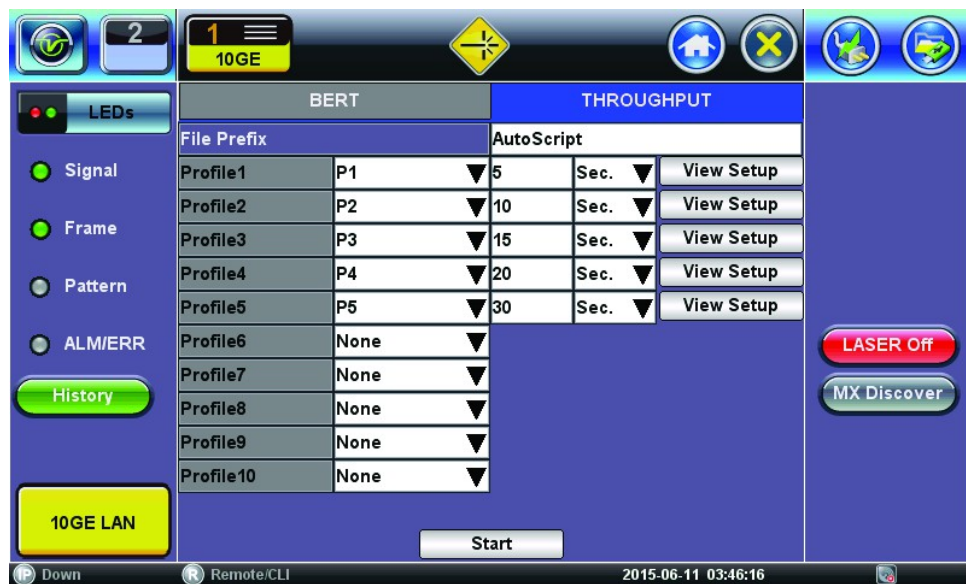 2
1
10GE
LEDs
BERT THROUGHPUT
File Prefix AutoScript
Signal
Profile1 P1 5 Sec. View Setup
Profile2 P2 10 Sec. View Setup
Frame
Profile3 P3 15 Sec. View Setup
Profile4 P4 20 Sec. View Setup
Pattern
Profile5 P5 30 Sec. View Setup
ALM/ERR
Profile6 None
LASER Off
Profile7 None
History
MX Discover
Profile8 None
Profile9 None
Profile10 None
10GE LAN
Start
IP Down R Remote/CLI 2015-06-11 03:46:16